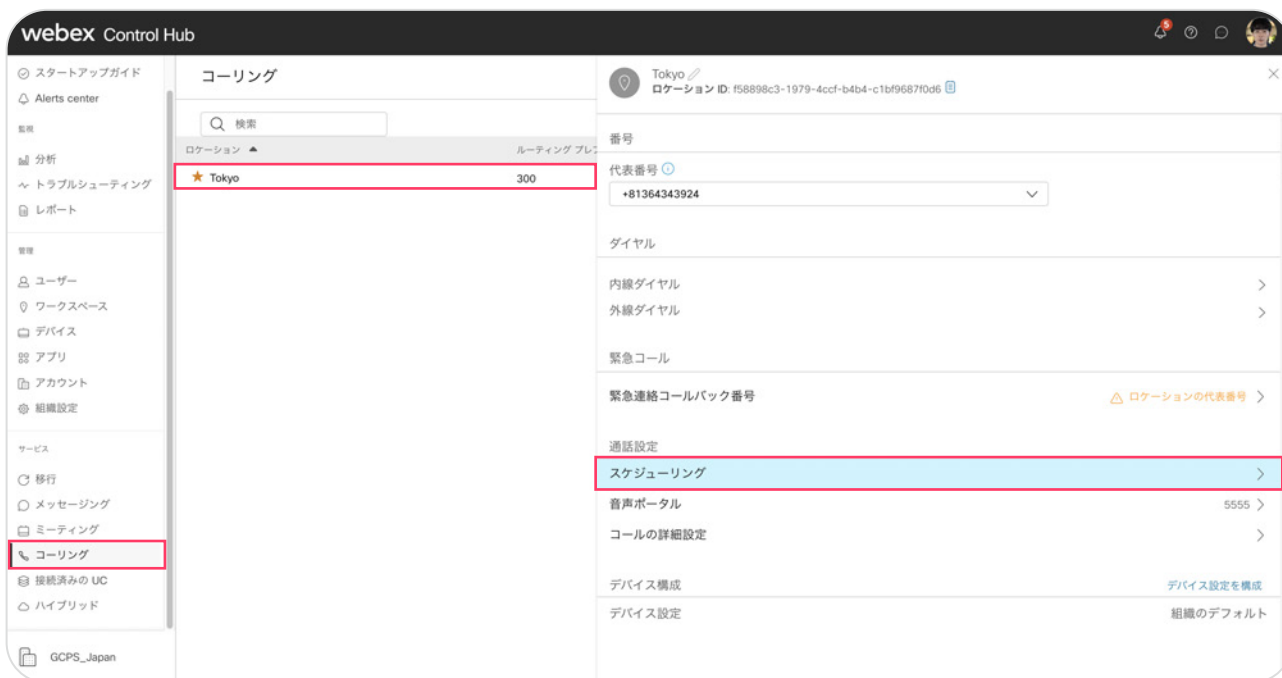 webex Control Hub
5
スタートアップガイド
Alerts center
監視
分析
トラブルシューティング
レポート
管理
ユーザー
ワークスペース
デバイス
アプリ
アカウント
組織設定
サービス
移行
メッセージング
ミーティング
コーリング
接続済みの UC
ハイブリッド
GCPS_Japan
コーリング
検索
ロケーション ルーティング プレフ
Tokyo 300
Tokyo
ロケーション ID: f58898c3-1979-4ccf-b4b4-c1bf9687f0d6
番号
代表番号
+81364343924
ダイヤル
内線ダイヤル
外線ダイヤル
緊急コール
緊急連絡コールバック番号 ロケーションの代表番号
通話設定
スケジューリング
音声ポータル 5555
コールの詳細設定
デバイス構成 デバイス設定を構成
デバイス設定 組織のデフォルト